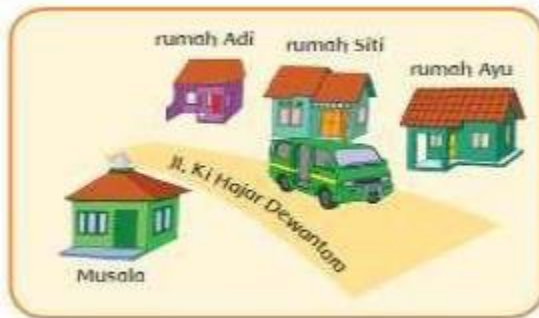 rumah Adi
rumah Siti
rumah Ayu
Jl. Ki Hajar Dewantara
Musala